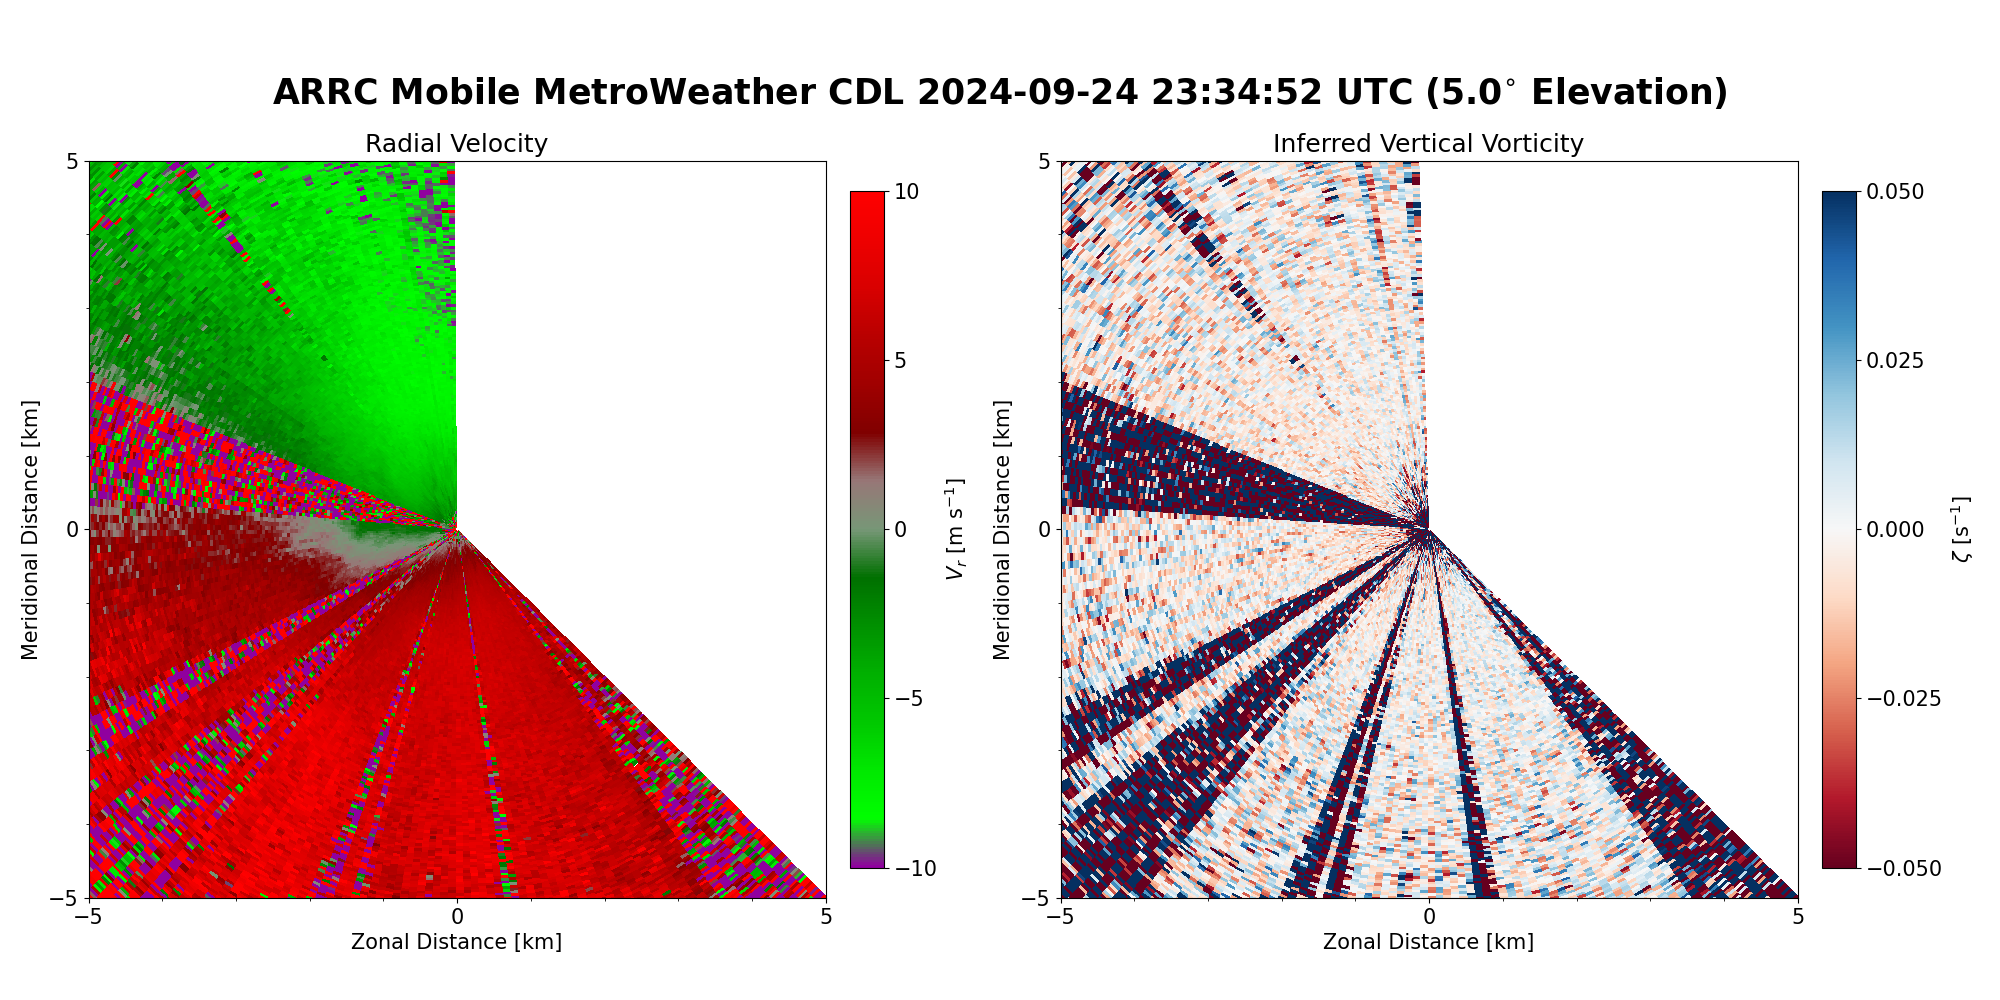 ARRC Mobile MetroWeather CDL 2024-09-24 23:34:52 UTC (5.0° Elevation)
Radial Velocity
Inferred Vertical Vorticity
5
0
−5
−5
0
5
Meridional Distance [km]
Zonal Distance [km]
10
5
0
−5
−10
V_r [m s⁻¹]
5
0
−5
−5
0
5
Meridional Distance [km]
Zonal Distance [km]
0.050
0.025
0.000
−0.025
−0.050
ζ [s⁻¹]